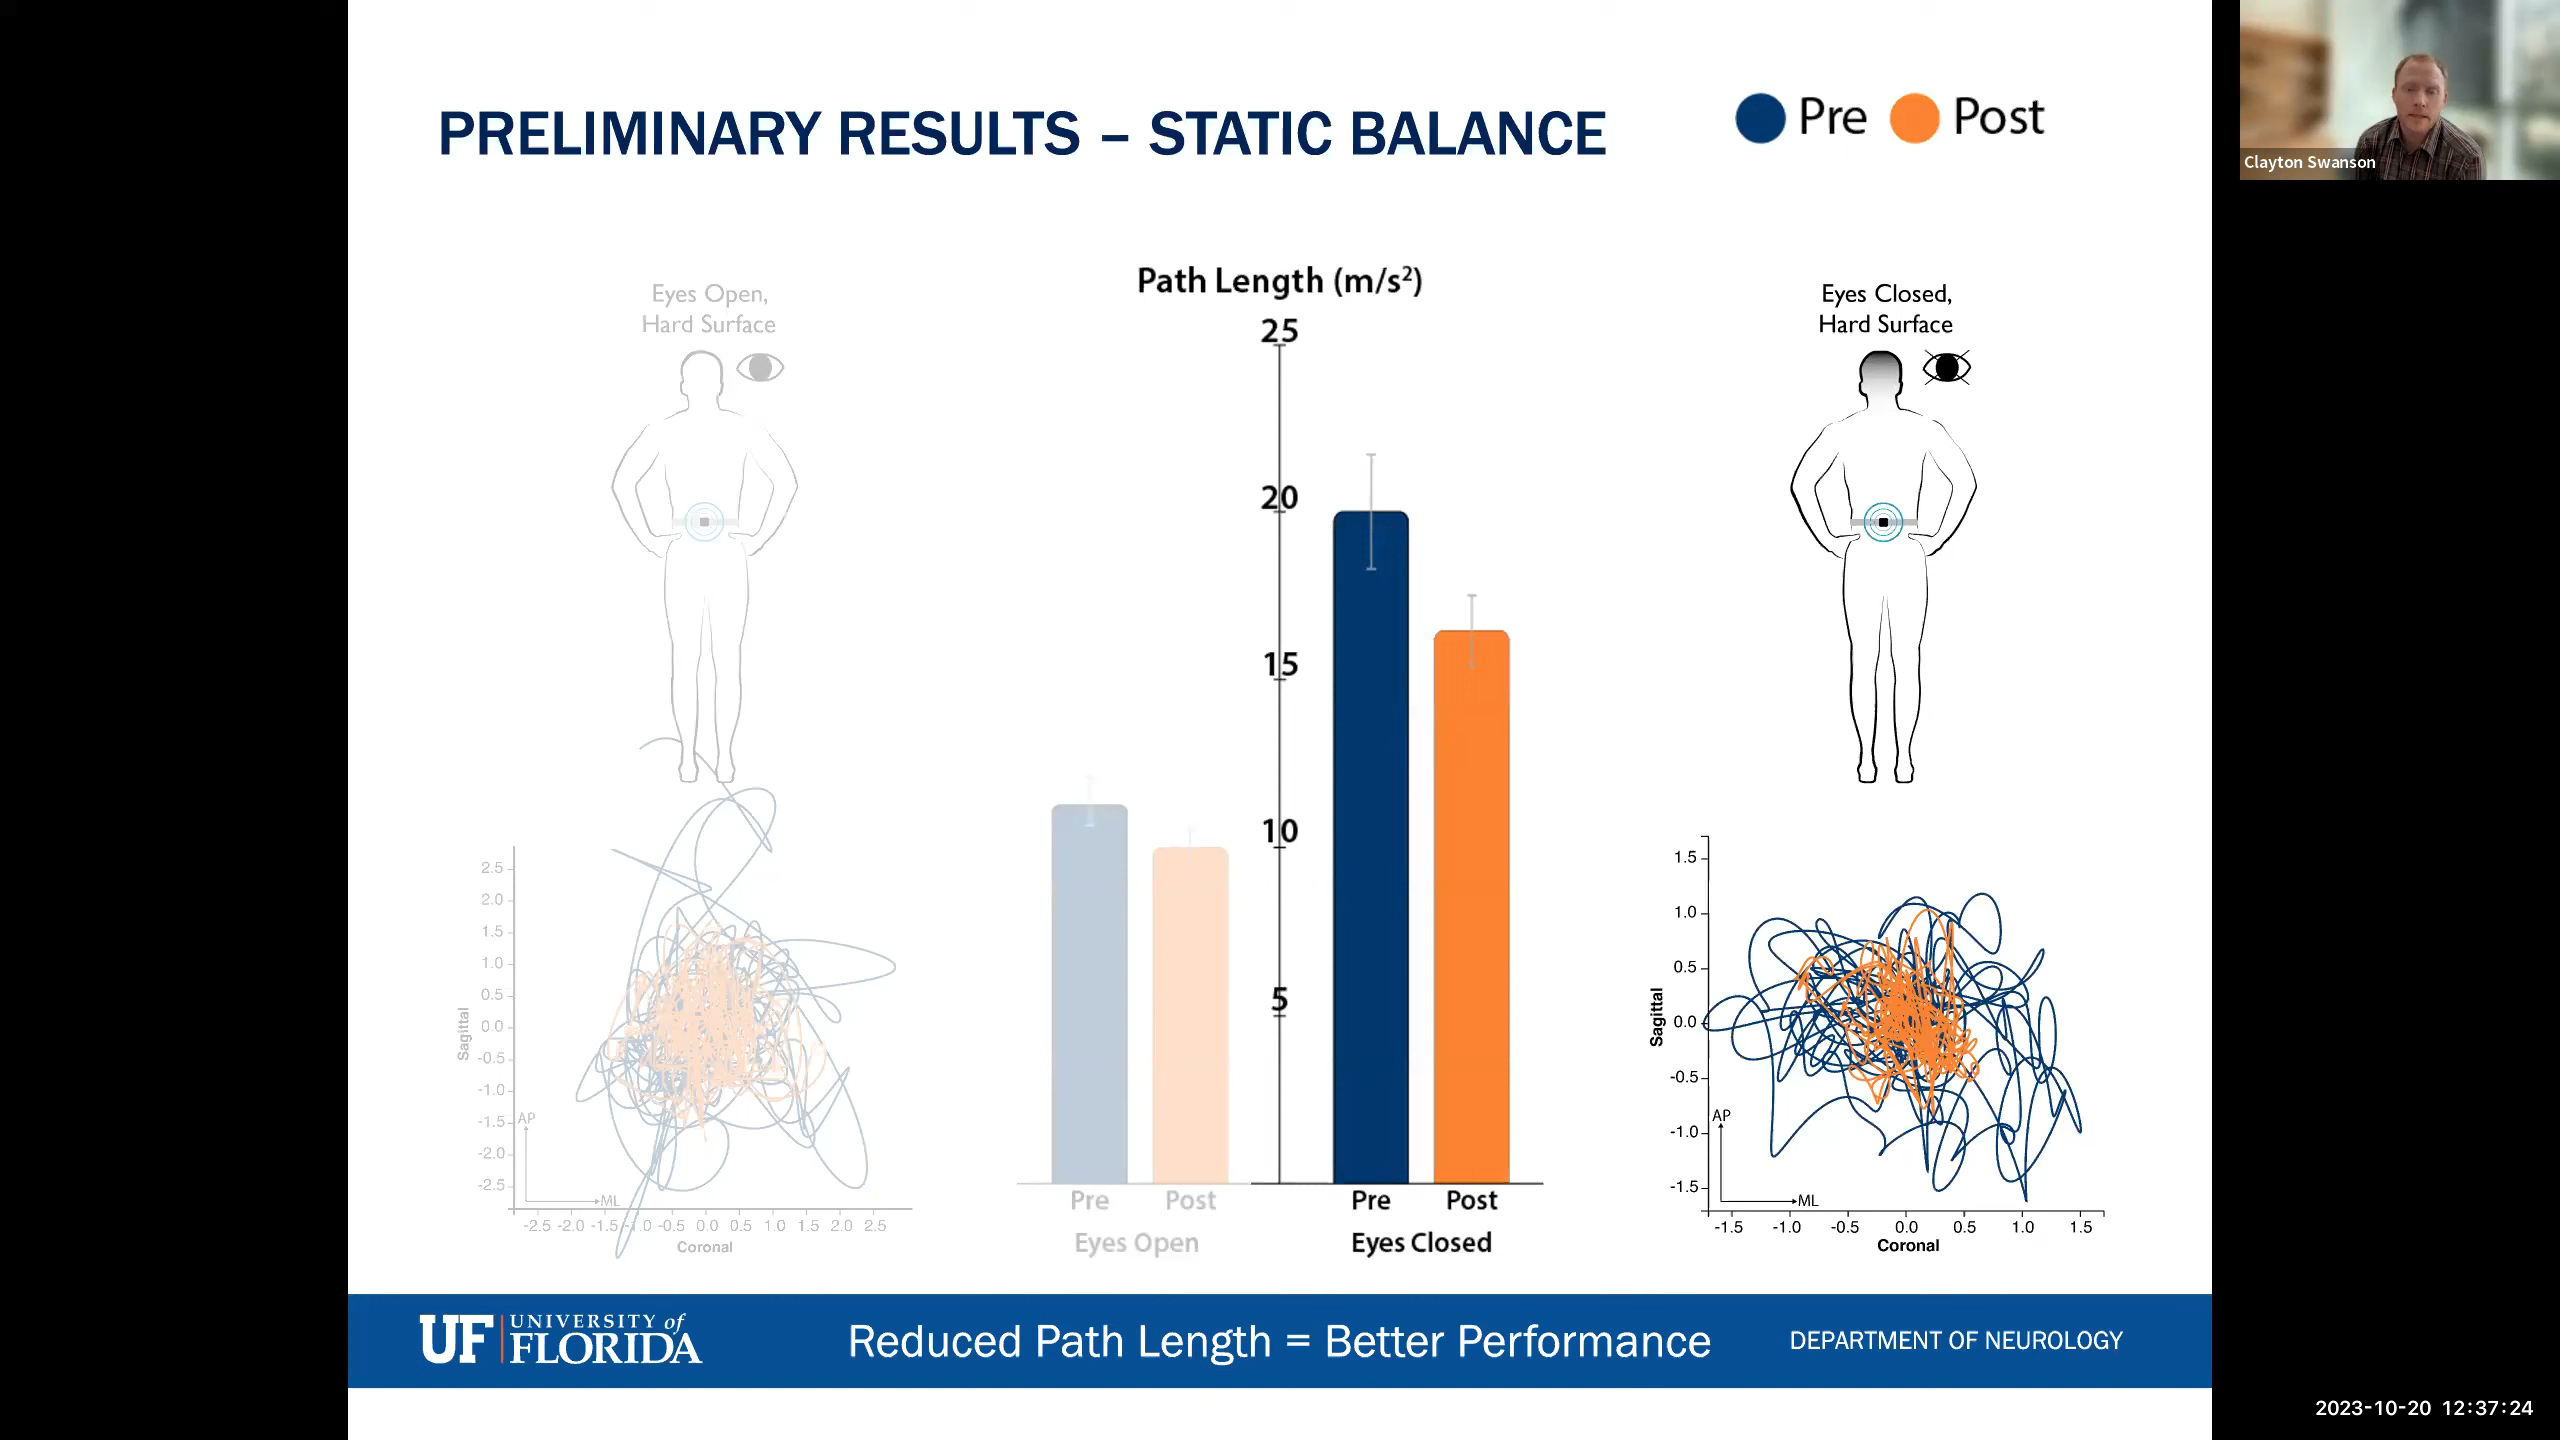 PRELIMINARY RESULTS – STATIC BALANCE
Pre
Post
Clayton Swanson
Eyes Open,
Hard Surface
Path Length (m/s²)
25
20
15
10
5
Pre
Post
Eyes Open
Pre
Post
Eyes Closed
Eyes Closed,
Hard Surface
2.5
2.0
1.5
1.0
0.5
0.0
-0.5
-1.0
-1.5
-2.0
-2.5
Sagittal
AP
ML
-2.5 -2.0 -1.5 -1.0 -0.5 0.0 0.5 1.0 1.5 2.0 2.5
Coronal
1.5
1.0
0.5
0.0
-0.5
-1.0
-1.5
Sagittal
AP
ML
-1.5 -1.0 -0.5 0.0 0.5 1.0 1.5
Coronal
UF UNIVERSITY of
FLORIDA
Reduced Path Length = Better Performance
DEPARTMENT OF NEUROLOGY
2023-10-20 12:37:24